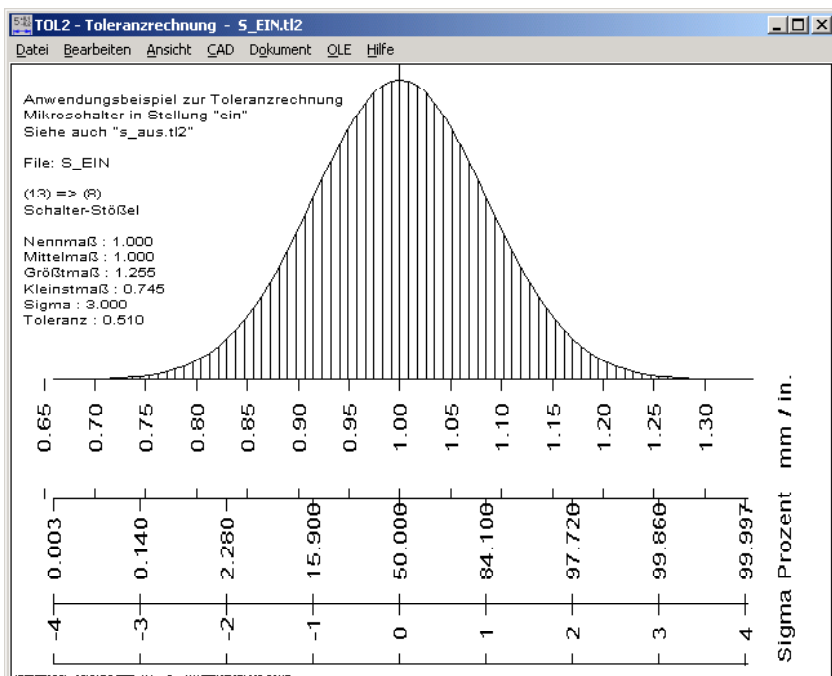 TOL2 - Toleranzrechnung - S_EIN.tl2
Datei Bearbeiten Ansicht CAD Dokument OLE Hilfe
Anwendungsbeispiel zur Toleranzrechnung
Mikroschalter in Stellung "ein"
Siehe auch "s_aus.tl2"
File: S_EIN
(13) => (8)
Schalter-Stößel
Nennmaß : 1.000
Mittelmaß : 1.000
Größtmaß : 1.255
Kleinstmaß : 0.745
Sigma : 3.000
Toleranz : 0.510
0.65 0.70 0.75 0.80 0.85 0.90 0.95 1.00 1.05 1.10 1.15 1.20 1.25 1.30 mm / in.
0.003 0.140 2.280 15.900 50.000 84.100 97.720 99.860 99.997 Prozent
-4 -3 -2 -1 0 1 2 3 4 Sigma